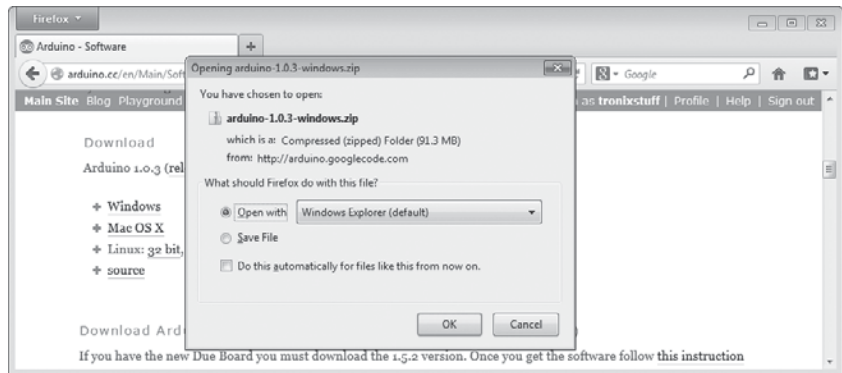 Firefox
Arduino - Software
arduino.cc/en/Main/Soft
Google
Main Site Blog Playground
as tronixstuff | Profile | Help | Sign out
Opening arduino-1.0.3-windows.zip
You have chosen to open:
arduino-1.0.3-windows.zip
which is a: Compressed (zipped) Folder (91.3 MB)
from: http://arduino.googlecode.com
What should Firefox do with this file?
Open with Windows Explorer (default)
Save File
Do this automatically for files like this from now on.
OK Cancel
Download
Arduino 1.0.3 (rel
Windows
Mac OS X
Linux: 32 bit,
source
Download Ard
If you have the new Due Board you must download the 1.5.2 version. Once you get the software follow this instruction